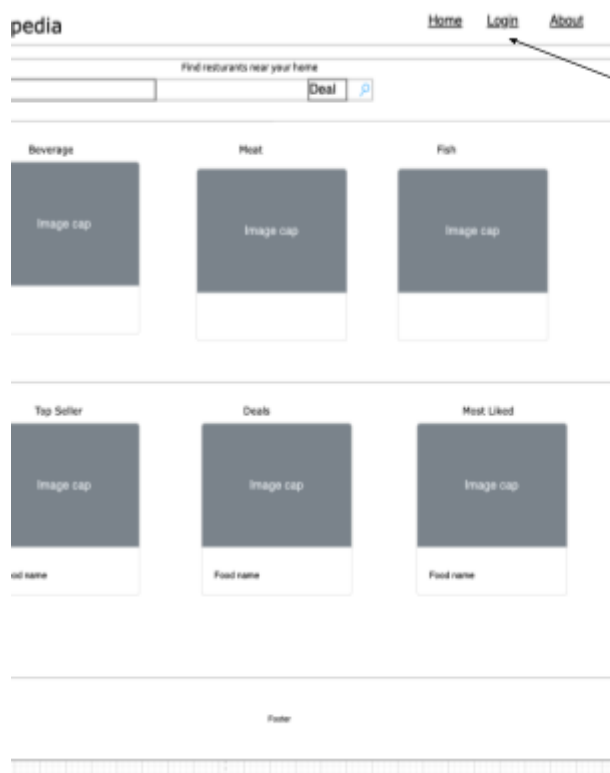 pedia
Home Login About
Find resturants near your home
Deal
Beverage Meat Fish
Image cap Image cap Image cap
Top Seller Deals Most Liked
Image cap Image cap Image cap
od name Food name Food name
Footer